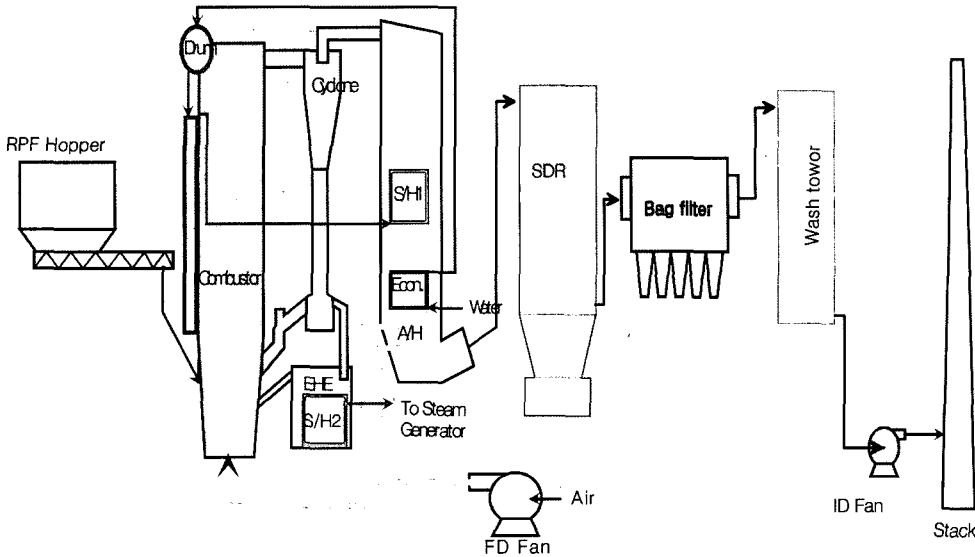 Drum
Cyclone
RPF Hopper
S/H1
SDR
Bag filter
Wash towor
Combustor
Econ.
Water
A/H
EHE
S/H2
To Steam
Generator
Air
FD Fan
ID Fan
Stack